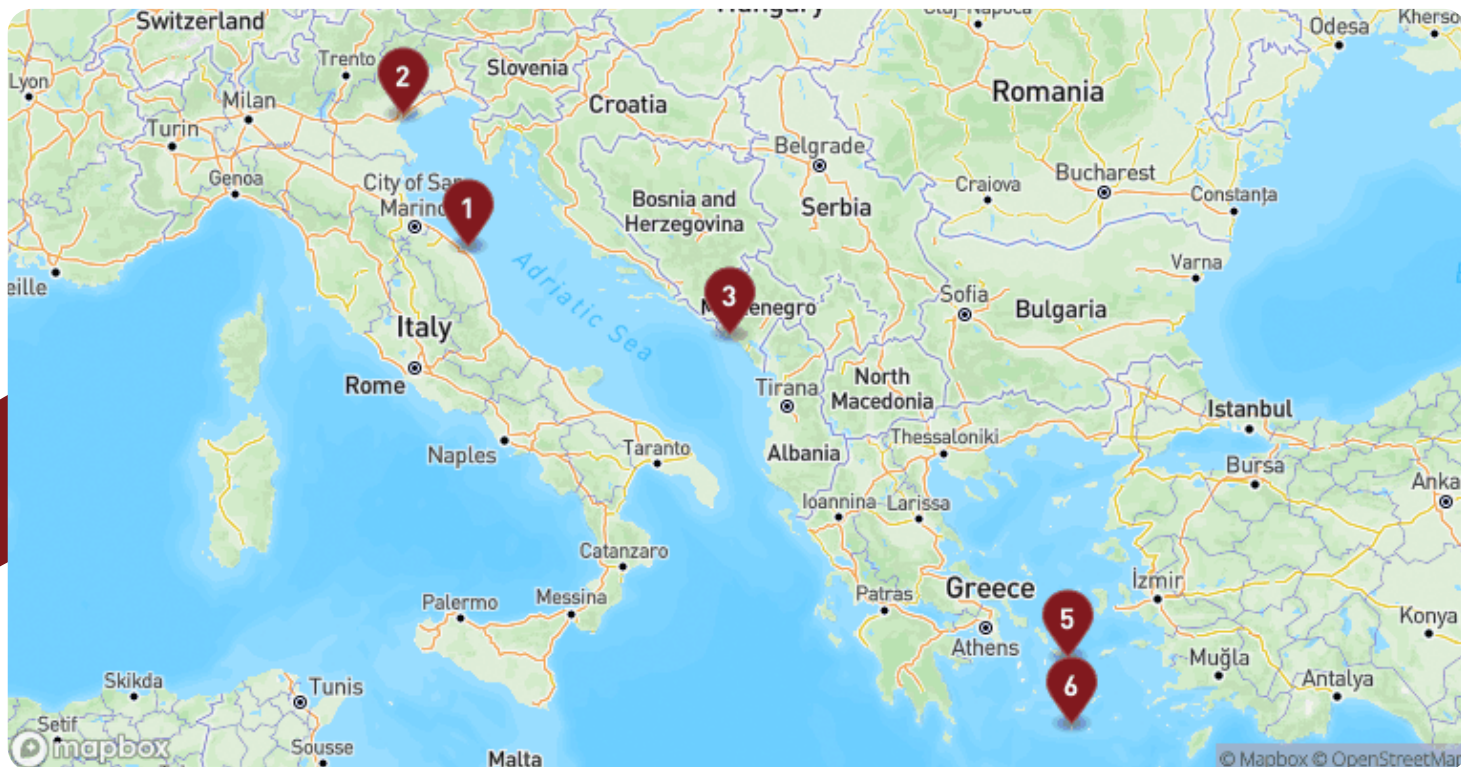 Switzerland
Hungary
Cluj-Napoca
Odesa
Lyon
Trento
2
Slovenia
Romania
Milan
Croatia
Turin
Belgrade
Bucharest
Genoa
City of San
Marino
1
Bosnia and
Herzegovina
Serbia
Craiova
Constanța
Adriatic Sea
Varna
eille
3
Sofia
Bulgaria
Italy
Rome
Tirana
North
Macedonia
Istanbul
Naples
Taranto
Albania
Thessaloniki
Bursa
Anka
Ioannina
Larissa
Catanzaro
İzmir
Palermo
Messina
Patras
Greece
5
Konya
Athens
Muğla
6
Antalya
Skikda
Tunis
Setif
mapbox
Sousse
Malta
© Mapbox © OpenStreetMap